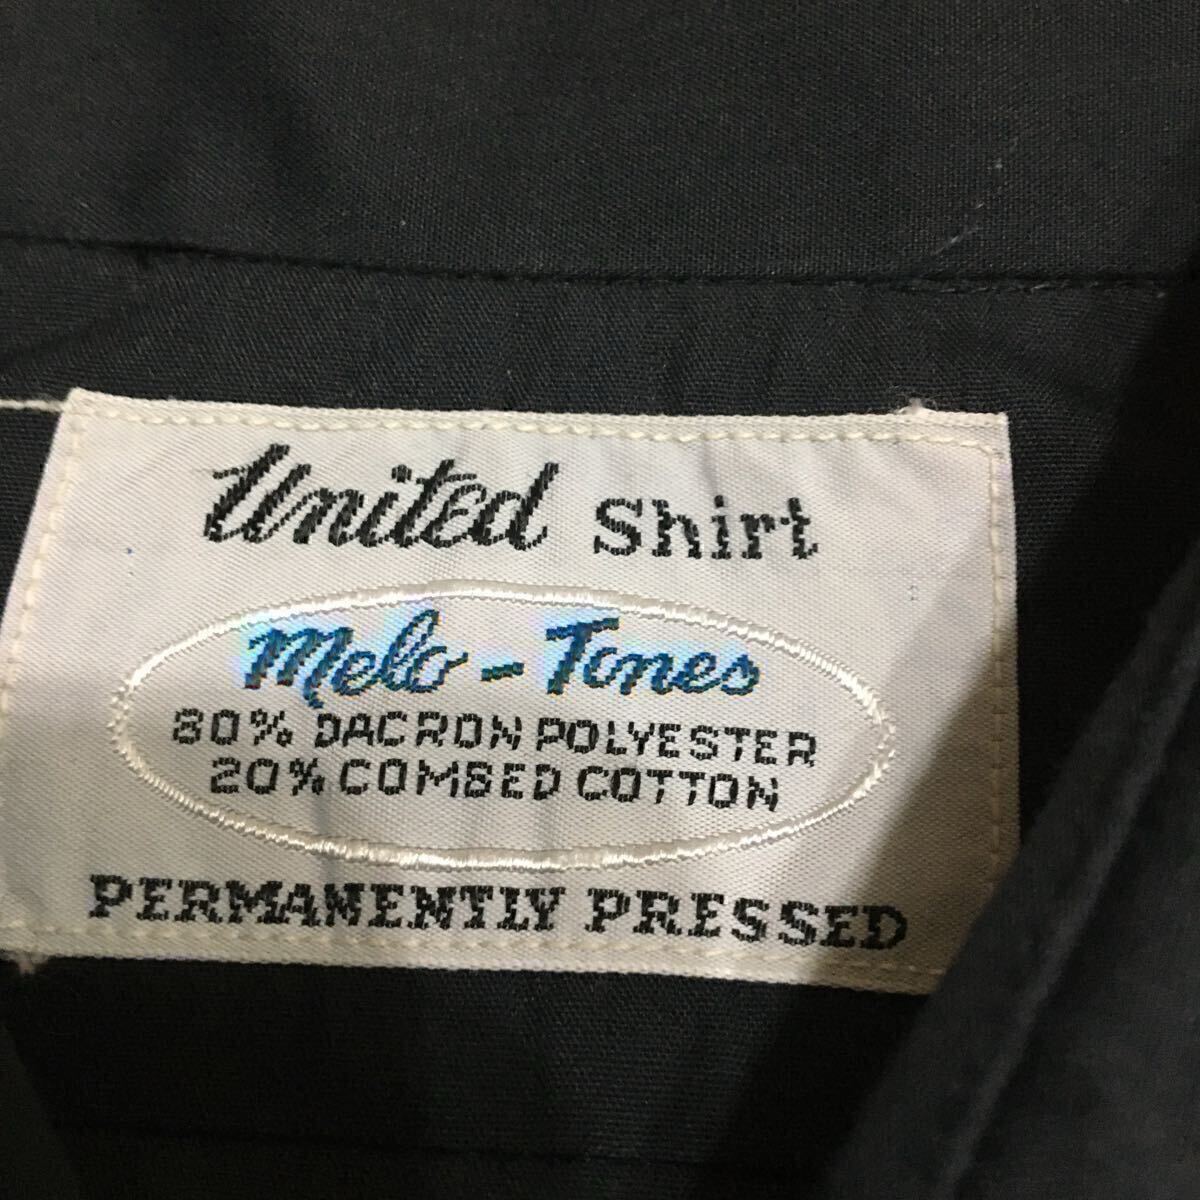 United Shirt
Melo-Tones
80% DACRON POLYESTER
20% COMBED COTTON
PERMANENTLY PRESSED